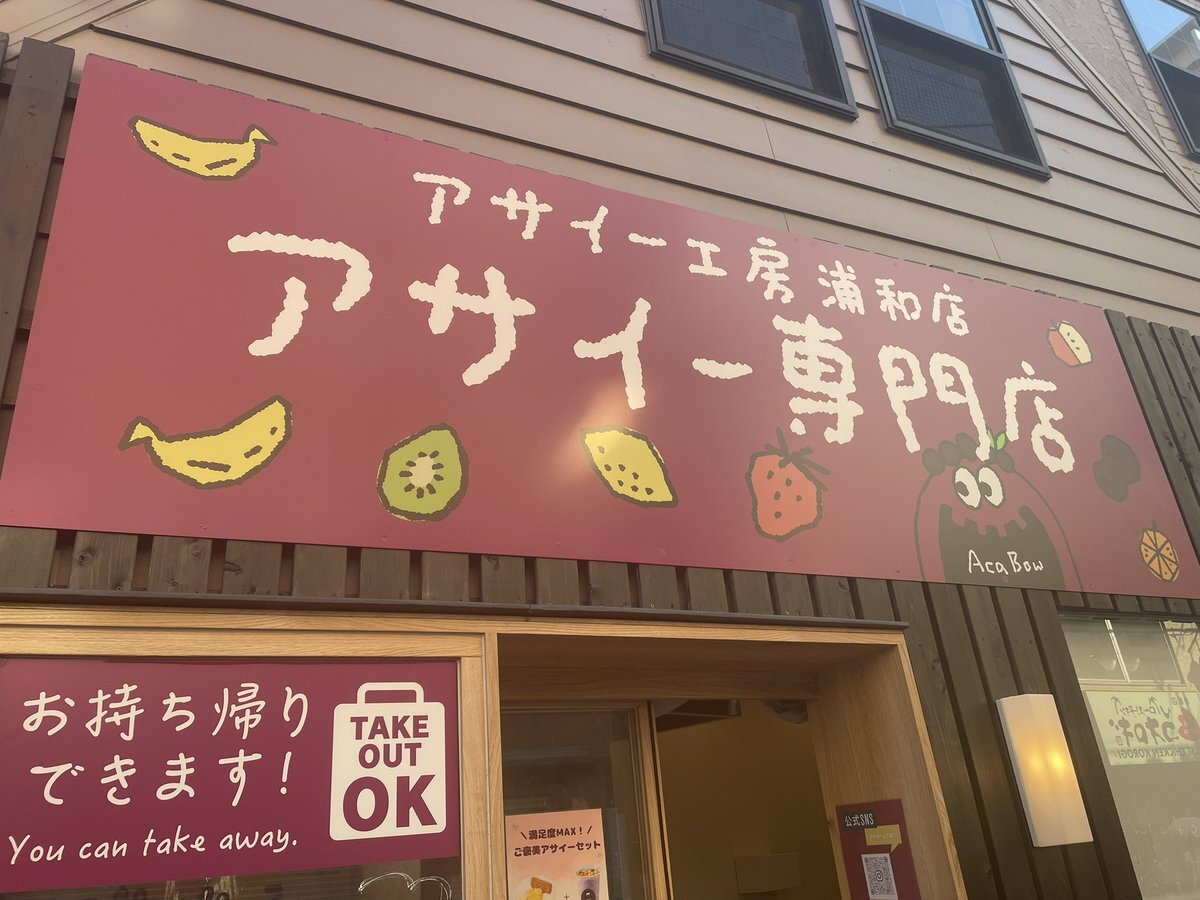 アサイー工房 浦和店
アサイー専門店
AcaBow
お持ち帰り
できます!
You can take away.
TAKE
OUT
OK
\満足度MAX!/
ご褒美アサイーセット
公式SNS